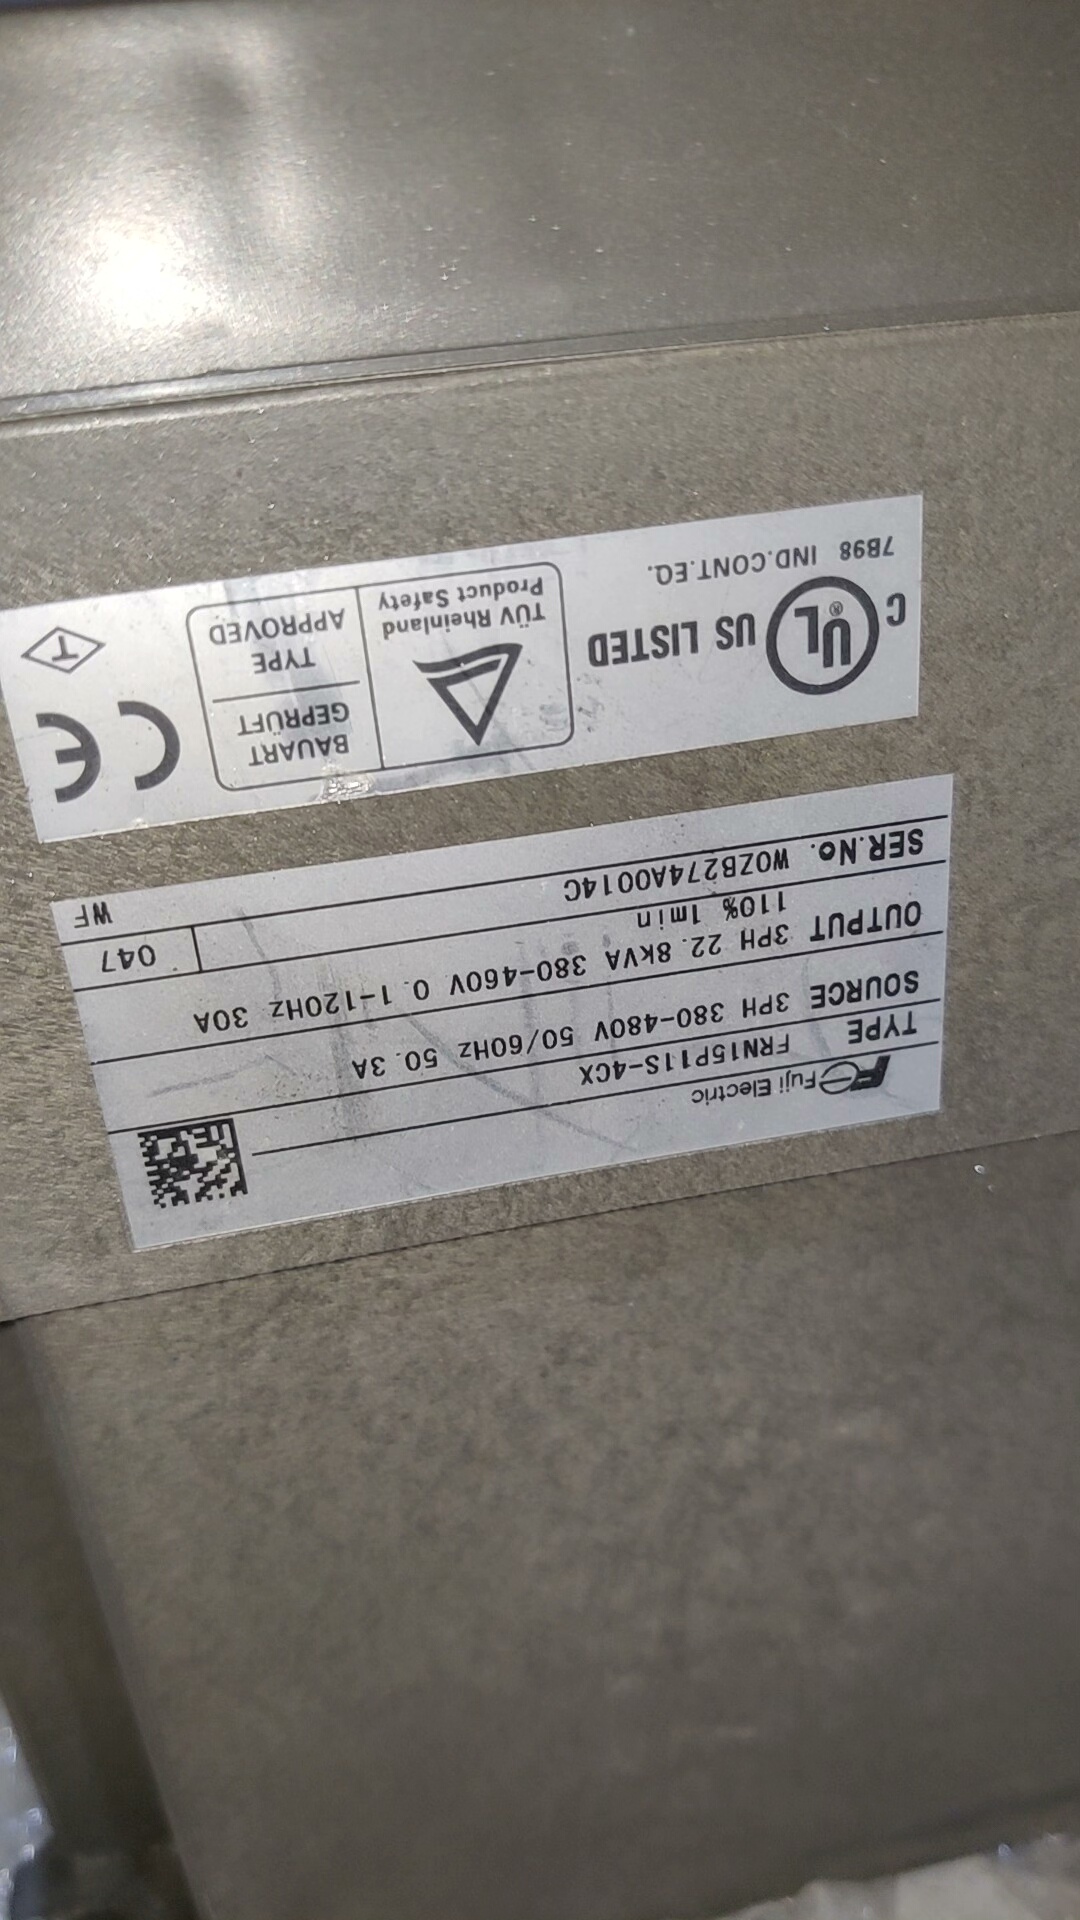 Fuji Electric
TYPE FRN15P11S-4CX
SOURCE 3PH 380-480V 50/60Hz 50.3A
OUTPUT 3PH 22.8kVA 380-460V 0.1-120Hz 30A
110% 1min
SER.No. W0ZB274A0014C
047
WF
C UL® US LISTED
7B98 IND.CONT.EQ.
TÜV Rheinland
Product Safety
BAUART
GEPRÜFT
TYPE
APPROVED
CE
T